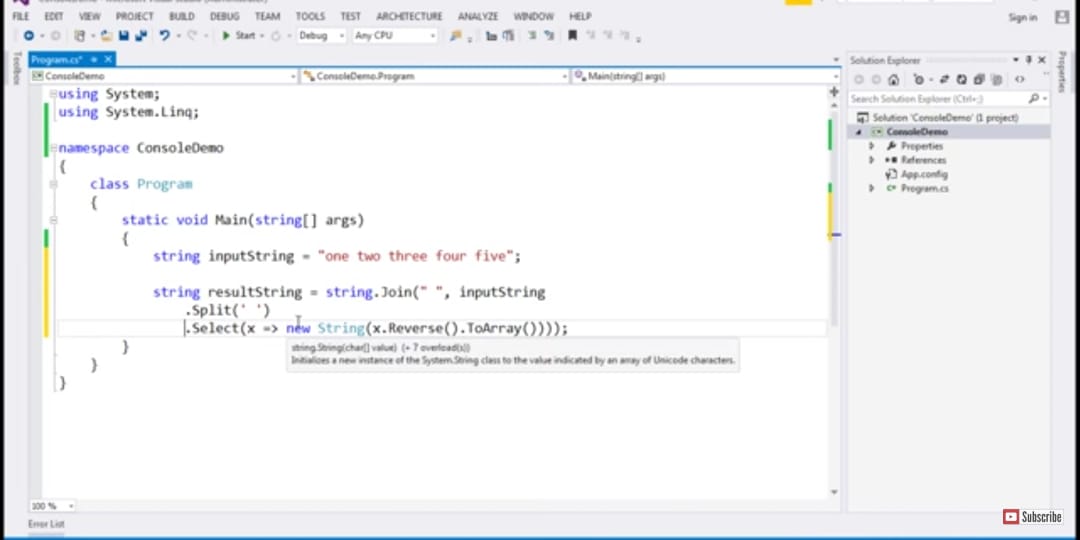 FILE EDIT VIEW PROJECT BUILD DEBUG TEAM TOOLS TEST ARCHITECTURE ANALYZE WINDOW HELP Sign in
Start Debug Any CPU
Toolbox
Program.cs*
ConsoleDemo ConsoleDemo.Program Main(string[] args)
using System;
using System.Linq;
namespace ConsoleDemo
{
class Program
{
static void Main(string[] args)
{
string inputString = "one two three four five";
string resultString = string.Join(" ", inputString
.Split(' ')
.Select(x => new String(x.Reverse().ToArray())));
string.String(char[] value) (+ 7 overload(s))
Initializes a new instance of the System.String class to the value indicated by an array of Unicode characters.
}
}
}
100 %
Error List
Solution Explorer
Search Solution Explorer (Ctrl+;)
Solution 'ConsoleDemo' (1 project)
ConsoleDemo
Properties
References
App.config
Program.cs
Properties
Subscribe